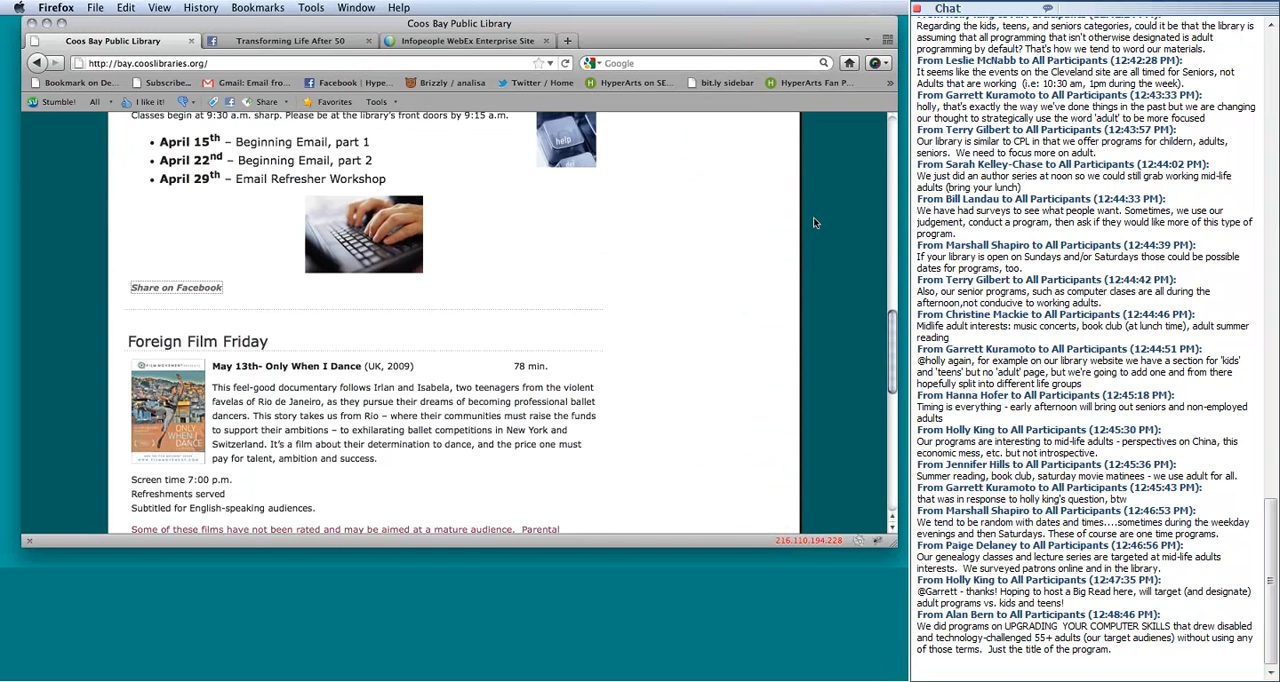 Firefox File Edit View History Bookmarks Tools Window Help
Coos Bay Public Library
Coos Bay Public Library Transforming Life After 50 Infopeople WebEx Enterprise Site
http://bay.cooslibraries.org/ Google
Bookmark on De... Subscribe... Gmail: Email fro... Facebook | Hype... Brizzly / analisa Twitter / Home HyperArts on SE... bit.ly sidebar HyperArts Fan P...
Stumble! All I like it! Share Favorites Tools
Classes begin at 9:30 a.m. sharp. Please be at the library's front doors by 9:15 a.m.
• April 15th – Beginning Email, part 1
• April 22nd – Beginning Email, part 2
• April 29th – Email Refresher Workshop
help
Share on Facebook
Foreign Film Friday
May 13th- Only When I Dance (UK, 2009) 78 min.
This feel-good documentary follows Irlan and Isabela, two teenagers from the violent
favelas of Rio de Janeiro, as they pursue their dreams of becoming professional ballet
dancers. This story takes us from Rio – where their communities must raise the funds
to support their ambitions – to exhilarating ballet competitions in New York and
Switzerland. It's a film about their determination to dance, and the price one must
pay for talent, ambition and success.
ONLY
WHEN I
DANCE
Screen time 7:00 p.m.
Refreshments served
Subtitled for English-speaking audiences.
Some of these films have not been rated and may be aimed at a mature audience. Parental
216.110.194.228
Chat
Regarding the kids, teens, and seniors categories, could it be that the library is
assuming that all programming that isn't otherwise designated is adult
programming by default? That's how we tend to word our materials.
From Leslie McNabb to All Participants (12:42:28 PM):
It seems like the events on the Cleveland site are all timed for Seniors, not
Adults that are working (i.e: 10:30 am, 1pm during the week).
From Garrett Kuramoto to All Participants (12:43:33 PM):
holly, that's exactly the way we've done things in the past but we are changing
our thought to strategically use the word 'adult' to be more focused
From Terry Gilbert to All Participants (12:43:57 PM):
Our library is similar to CPL in that we offer programs for childern, adults,
seniors. We need to focus more on adult.
From Sarah Kelley-Chase to All Participants (12:44:02 PM):
We just did an author series at noon so we could still grab working mid-life
adults (bring your lunch)
From Bill Landau to All Participants (12:44:33 PM):
We have had surveys to see what people want. Sometimes, we use our
judgement, conduct a program, then ask if they would like more of this type of
program.
From Marshall Shapiro to All Participants (12:44:39 PM):
If your library is open on Sundays and/or Saturdays those could be possible
dates for programs, too.
From Terry Gilbert to All Participants (12:44:42 PM):
Also, our senior programs, such as computer clases are all during the
afternoon,not conducive to working adults.
From Christine Mackie to All Participants (12:44:46 PM):
Midlife adult interests: music concerts, book club (at lunch time), adult summer
reading
From Garrett Kuramoto to All Participants (12:44:51 PM):
@holly again, for example on our library website we have a section for 'kids'
and 'teens' but no 'adult' page, but we're going to add one and from there
hopefully split into different life groups
From Hanna Hofer to All Participants (12:45:18 PM):
Timing is everything - early afternoon will bring out seniors and non-employed
adults
From Holly King to All Participants (12:45:30 PM):
Our programs are interesting to mid-life adults - perspectives on China, this
economic mess, etc. but not introspective.
From Jennifer Hills to All Participants (12:45:36 PM):
Summer reading, book club, saturday movie matinees - we use adult for all.
From Garrett Kuramoto to All Participants (12:45:43 PM):
that was in response to holly king's question, btw
From Marshall Shapiro to All Participants (12:46:53 PM):
We tend to be random with dates and times....sometimes during the weekday
evenings and then Saturdays. These of course are one time programs.
From Paige Delaney to All Participants (12:46:56 PM):
Our genealogy classes and lecture series are targeted at mid-life adults
interests. We surveyed patrons online and in the library.
From Holly King to All Participants (12:47:35 PM):
@Garrett - thanks! Hoping to host a Big Read here, will target (and designate)
adult programs vs. kids and teens!
From Alan Bern to All Participants (12:48:46 PM):
We did programs on UPGRADING YOUR COMPUTER SKILLS that drew disabled
and technology-challenged 55+ adults (our target audienes) without using any
of those terms. Just the title of the program.